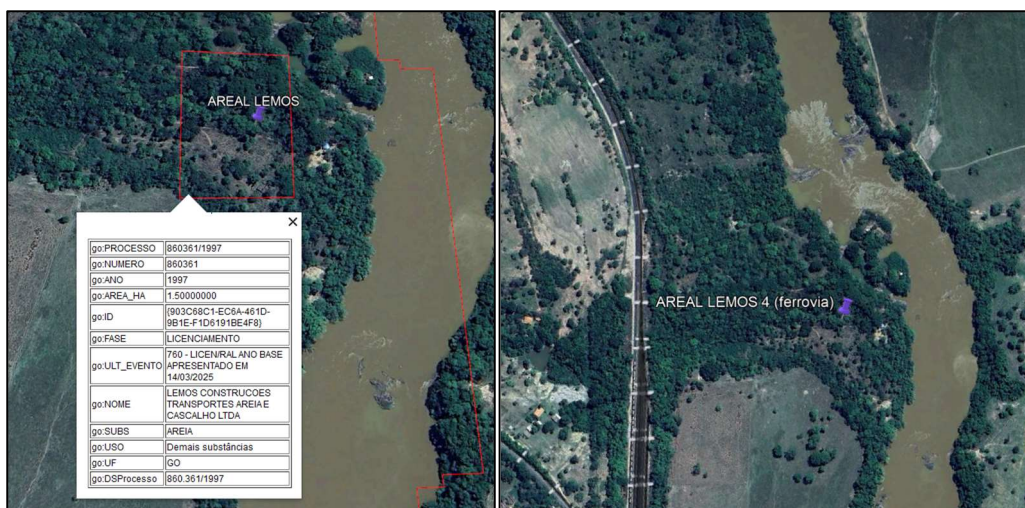 AREAL LEMOS
×
go:PROCESSO 860361/1997
go:NUMERO 860361
go:ANO 1997
go:AREA_HA 1.50000000
go:ID {903C68C1-EC6A-461D-
9B1E-F1D6191BE4F8}
go:FASE LICENCIAMENTO
go:ULT_EVENTO 760 - LICEN/RAL ANO BASE
APRESENTADO EM
14/03/2025
go:NOME LEMOS CONSTRUCOES
TRANSPORTES AREIA E
CASCALHO LTDA
go:SUBS AREIA
go:USO Demais substâncias
go:UF GO
go:DSProcesso 860.361/1997
AREAL LEMOS 4 (ferrovia)